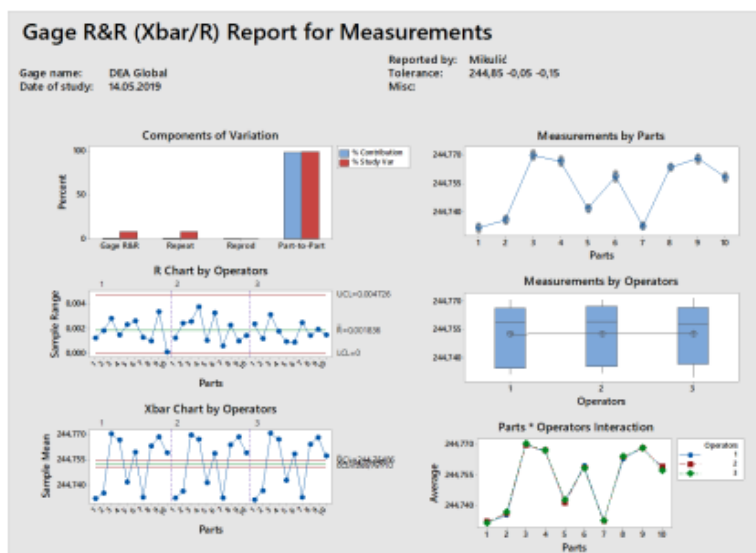 Gage R&R (Xbar/R) Report for Measurements
Gage name: DEA Global
Date of study: 14.05.2019
Reported by: Mikulić
Tolerance: 244,85 -0,05 -0,15
Misc:
Components of Variation
Percent
100
50
0
Gage R&R Repeat Reprod Part-to-Part
% Contribution
% Study Var
Measurements by Parts
244,770
244,755
244,740
1 2 3 4 5 6 7 8 9 10
Parts
R Chart by Operators
1 2 3
Sample Range
0,008
0,004
0,000
UCL=0,004726
R=0,001836
LCL=0
Parts
Measurements by Operators
244,770
244,755
244,740
1 2 3
Operators
Xbar Chart by Operators
1 2 3
Sample Mean
244,770
244,755
244,740
Parts
Parts * Operators Interaction
Average
244,770
244,755
244,740
1 2 3 4 5 6 7 8 9 10
Parts
Operators
1
2
3